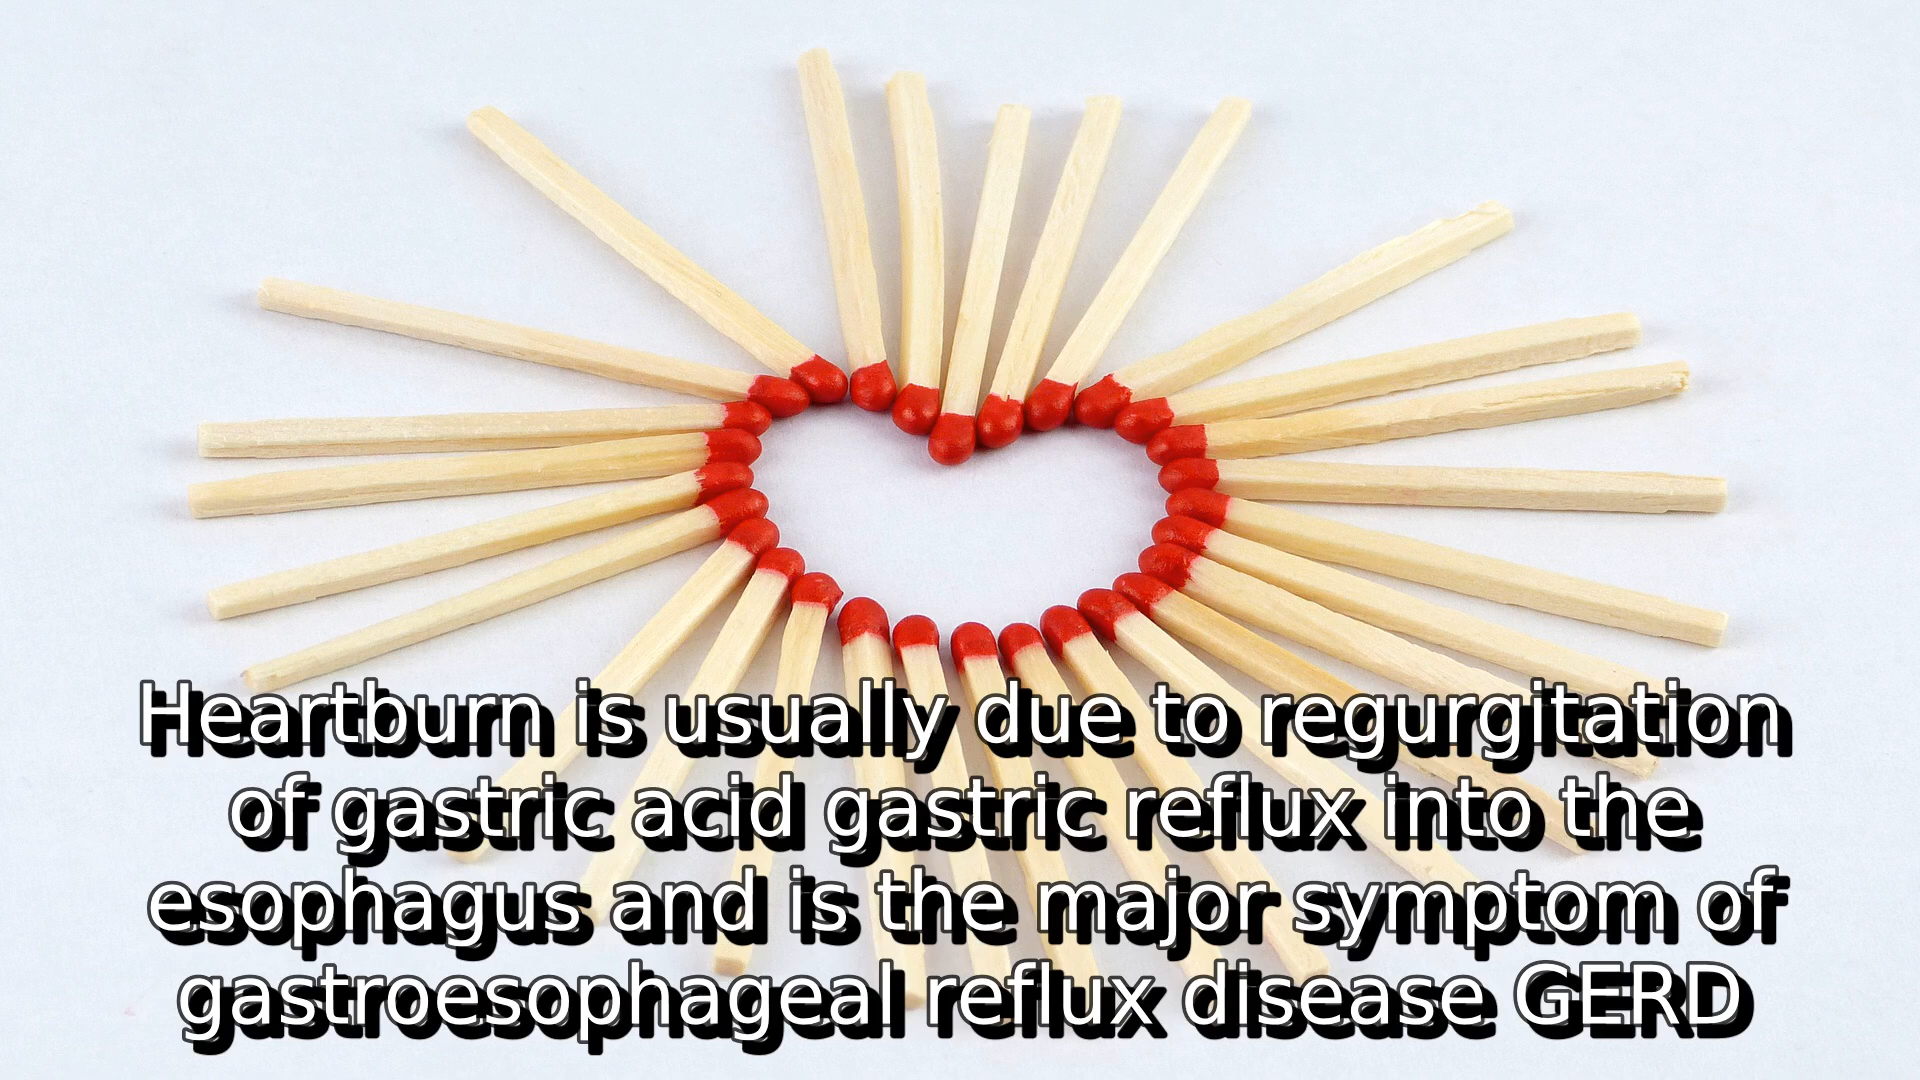 Heartburn is usually due to regurgitation
of gastric acid gastric reflux into the
esophagus and is the major symptom of
gastroesophageal reflux disease GERD